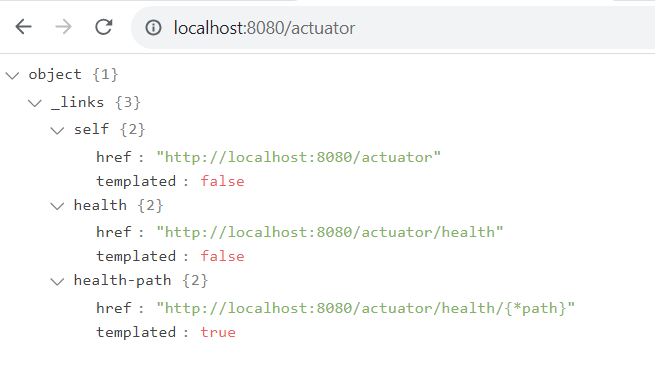 localhost:8080/actuator
object {1}
_links {3}
self {2}
href : "http://localhost:8080/actuator"
templated : false
health {2}
href : "http://localhost:8080/actuator/health"
templated : false
health-path {2}
href : "http://localhost:8080/actuator/health/{*path}"
templated : true